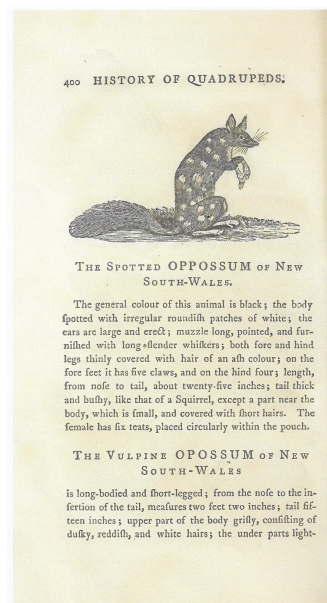 400 HISTORY OF QUADRUPEDS.
THE SPOTTED OPPOSSUM OF NEW
SOUTH-WALES.
The general colour of this animal is black; the body
ſpotted with irregular roundiſh patches of white; the
ears are large and erect; muzzle long, pointed, and fur-
niſhed with long ſlender whiſkers; both fore and hind
legs thinly covered with hair of an aſh colour; on the
fore feet it has five claws, and on the hind four; length,
from noſe to tail, about twenty-five inches; tail thick
and buſhy, like that of a Squirrel, except a part near the
body, which is ſmall, and covered with ſhort hairs. The
female has ſix teats, placed circularly within the pouch.
THE VULPINE OPOSSUM OF NEW
SOUTH-WALES
is long-bodied and ſhort-legged; from the noſe to the in-
ſertion of the tail, meaſures two feet two inches; tail fif-
teen inches; upper part of the body griſly, conſiſting of
duſky, reddiſh, and white hairs; the under parts light-